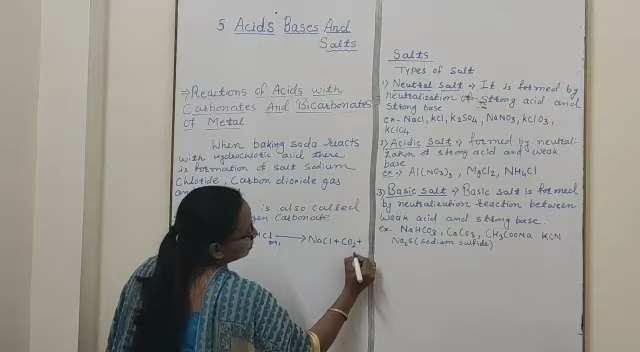 5 Acids Bases And
Salts
⇒ Reactions of Acids with
Carbonates And Bicarbonates
of Metal
When baking soda reacts
with Hydrochloric acid there
is formation of salt Sodium
Chloride, Carbon dioxide gas
is also called
Carbonate
→ NaCl + CO2 +
Salts
Types of Salt
1) Neutral salt → It is formed by
neutralization of strong acid and
strong base
ex- NaCl, KCl, K2SO4, NaNO3, KClO3,
KClO4
2) Acidic salt → formed by neutrali-
zation of strong acid and weak
base
ex → Al(NO3)3, MgCl2, NH4Cl
3) Basic salt → Basic salt is formed
by neutralization reaction between
weak acid and strong base.
ex. NaHCO3, CaCO3, CH3COONa KCN
Na2S (sodium sulfide)